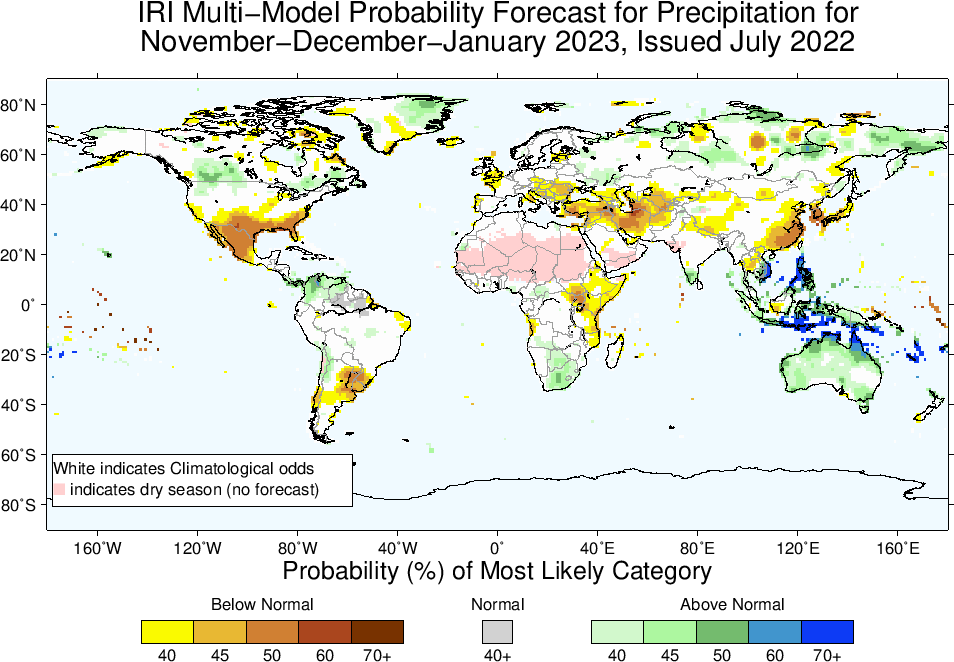 IRI Multi−Model Probability Forecast for Precipitation for
November−December−January 2023, Issued July 2022
80˚N
60˚N
40˚N
20˚N
0˚
20˚S
40˚S
60˚S
80˚S
White indicates Climatological odds
indicates dry season (no forecast)
160˚W 120˚W 80˚W 40˚W 0˚ 40˚E 80˚E 120˚E 160˚E
Probability (%) of Most Likely Category
Below Normal Normal Above Normal
40 45 50 60 70+ 40+ 40 45 50 60 70+